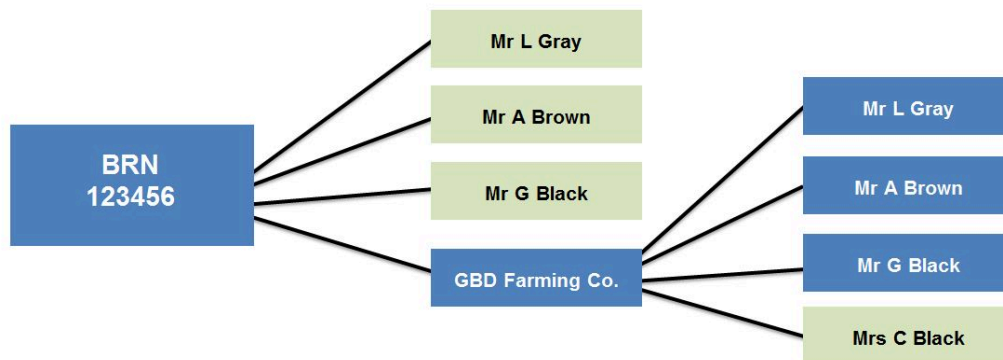 BRN
123456
Mr L Gray
Mr A Brown
Mr G Black
GBD Farming Co.
Mr L Gray
Mr A Brown
Mr G Black
Mrs C Black